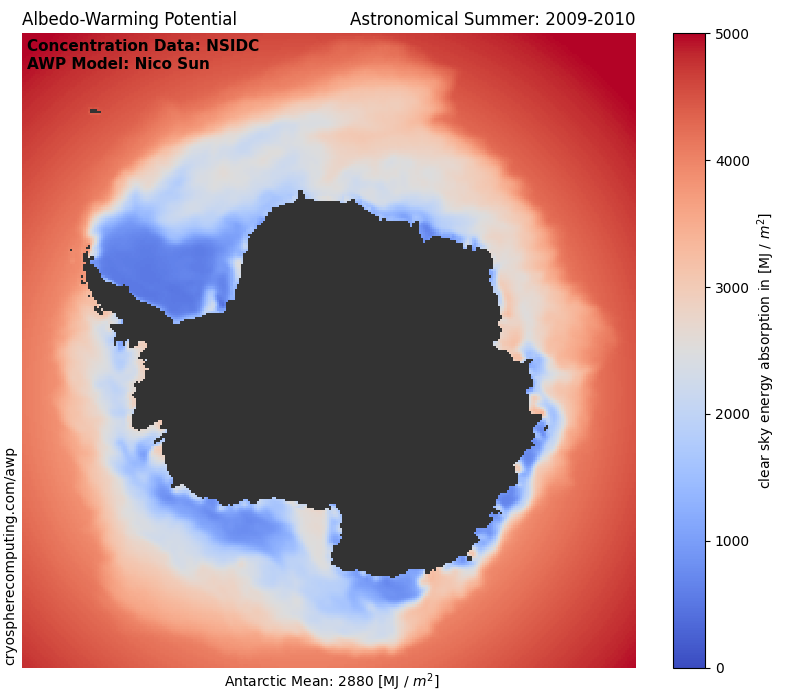 Albedo-Warming Potential
Astronomical Summer: 2009-2010
Concentration Data: NSIDC
AWP Model: Nico Sun
5000
4000
3000
2000
1000
0
clear sky energy absorption in [MJ / m²]
cryospherecomputing.com/awp
Antarctic Mean: 2880 [MJ / m²]